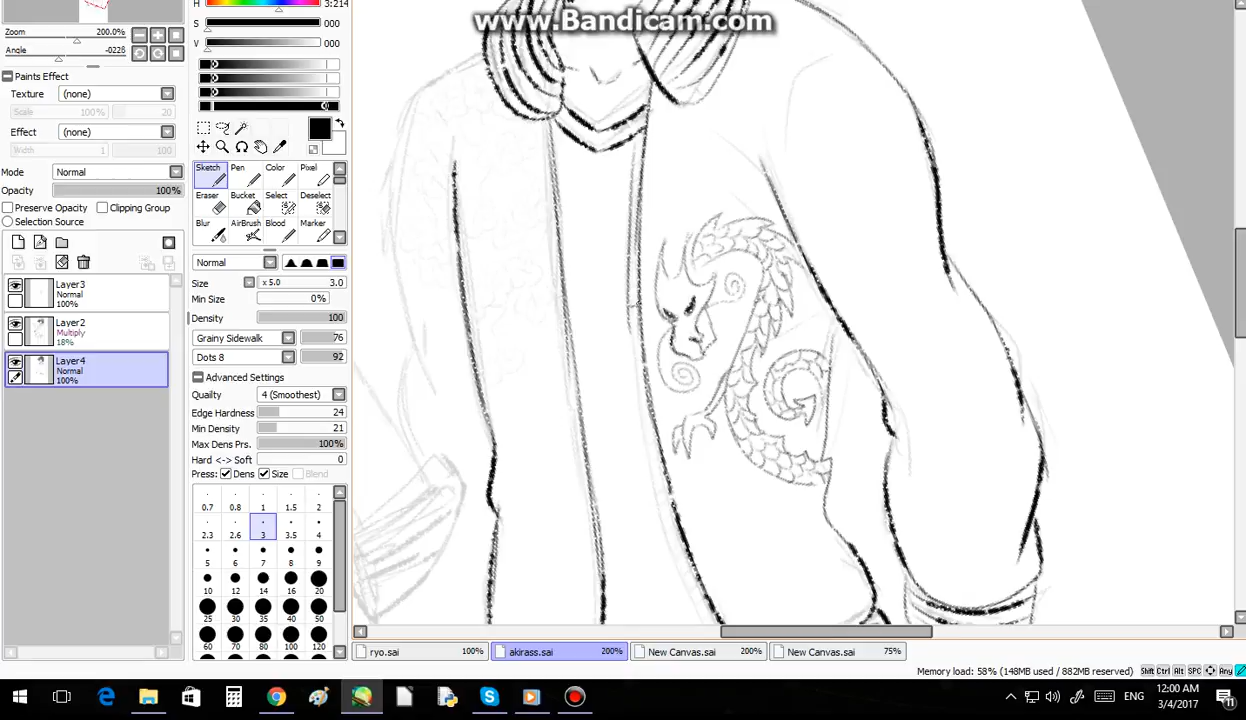 www.Bandicam.com
H 3:214
S 000
V 000
Zoom 200.0%
Angle -0228
Paints Effect
Texture (none)
Scale 100% 20
Effect (none)
Width 1 100
Mode Normal
Opacity 100%
Preserve Opacity Clipping Group
Selection Source
Layer3
Normal
100%
Layer2
Multiply
18%
Layer4
Normal
100%
Sketch Pen Color Pixel
Eraser Bucket Select Deselect
Blur AirBrush Blood Marker
Normal
Size x 5.0 3.0
Min Size 0%
Density 100
Grainy Sidewalk 76
Dots 8 92
Advanced Settings
Quailty 4 (Smoothest)
Edge Hardness 24
Min Density 21
Max Dens Prs. 100%
Hard <-> Soft 0
Press: Dens Size Blend
0.7 0.8 1 1.5 2
2.3 2.6 3 3.5 4
5 6 7 8 9
10 12 14 16 20
25 30 35 40 50
60 70 80 100 120
ryo.sai 100% akirass.sai 200% New Canvas.sai 200% New Canvas.sai 75%
Memory load: 58% (148MB used / 882MB reserved) Shift Ctrl Alt SPC Any
ENG 12:00 AM
3/4/2017 11